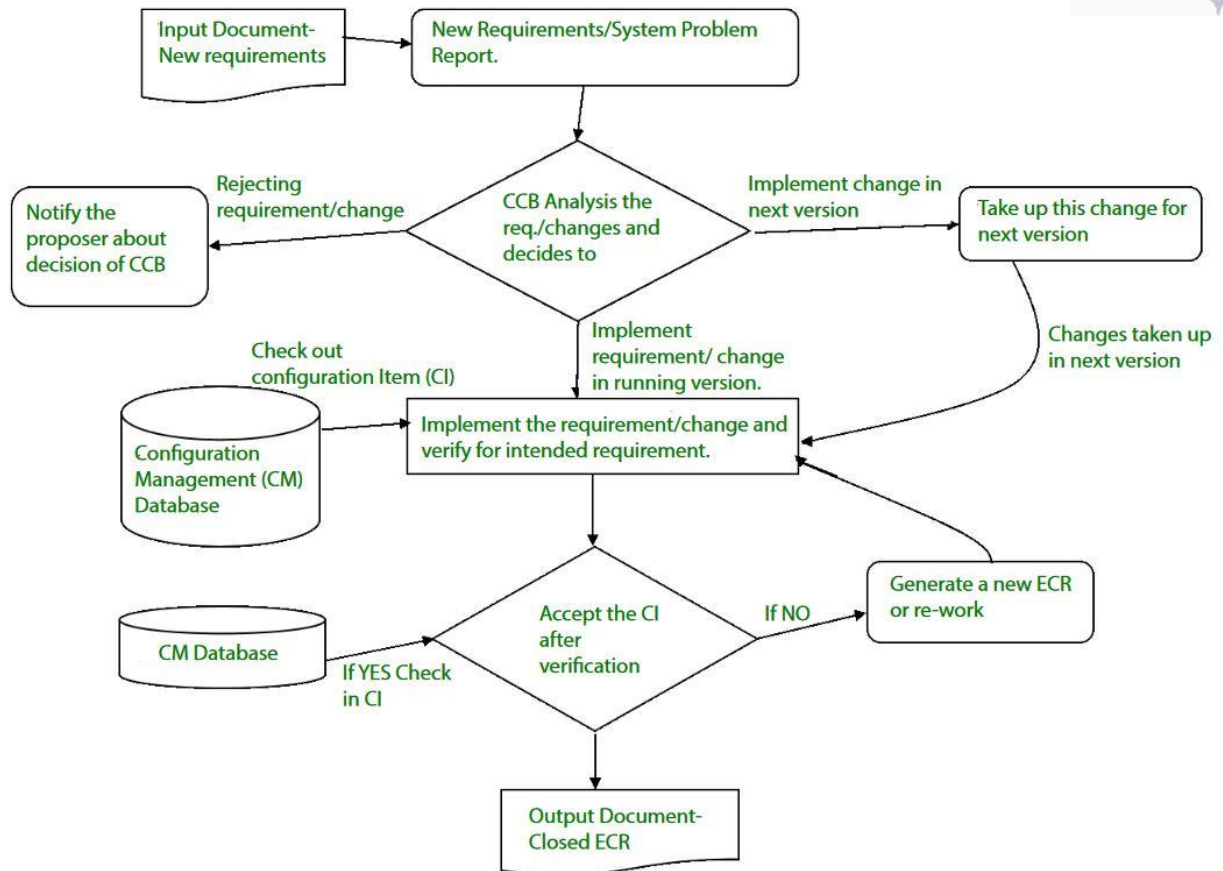 Input Document-
New requirements
New Requirements/System Problem
Report.
Rejecting
requirement/change
Notify the
proposer about
decision of CCB
CCB Analysis the
req./changes and
decides to
Implement change in
next version
Take up this change for
next version
Changes taken up
in next version
Implement
requirement/ change
in running version.
Check out
configuration Item (CI)
Configuration
Management (CM)
Database
Implement the requirement/change and
verify for intended requirement.
CM Database
If YES Check
in CI
Accept the CI
after
verification
If NO
Generate a new ECR
or re-work
Output Document-
Closed ECR